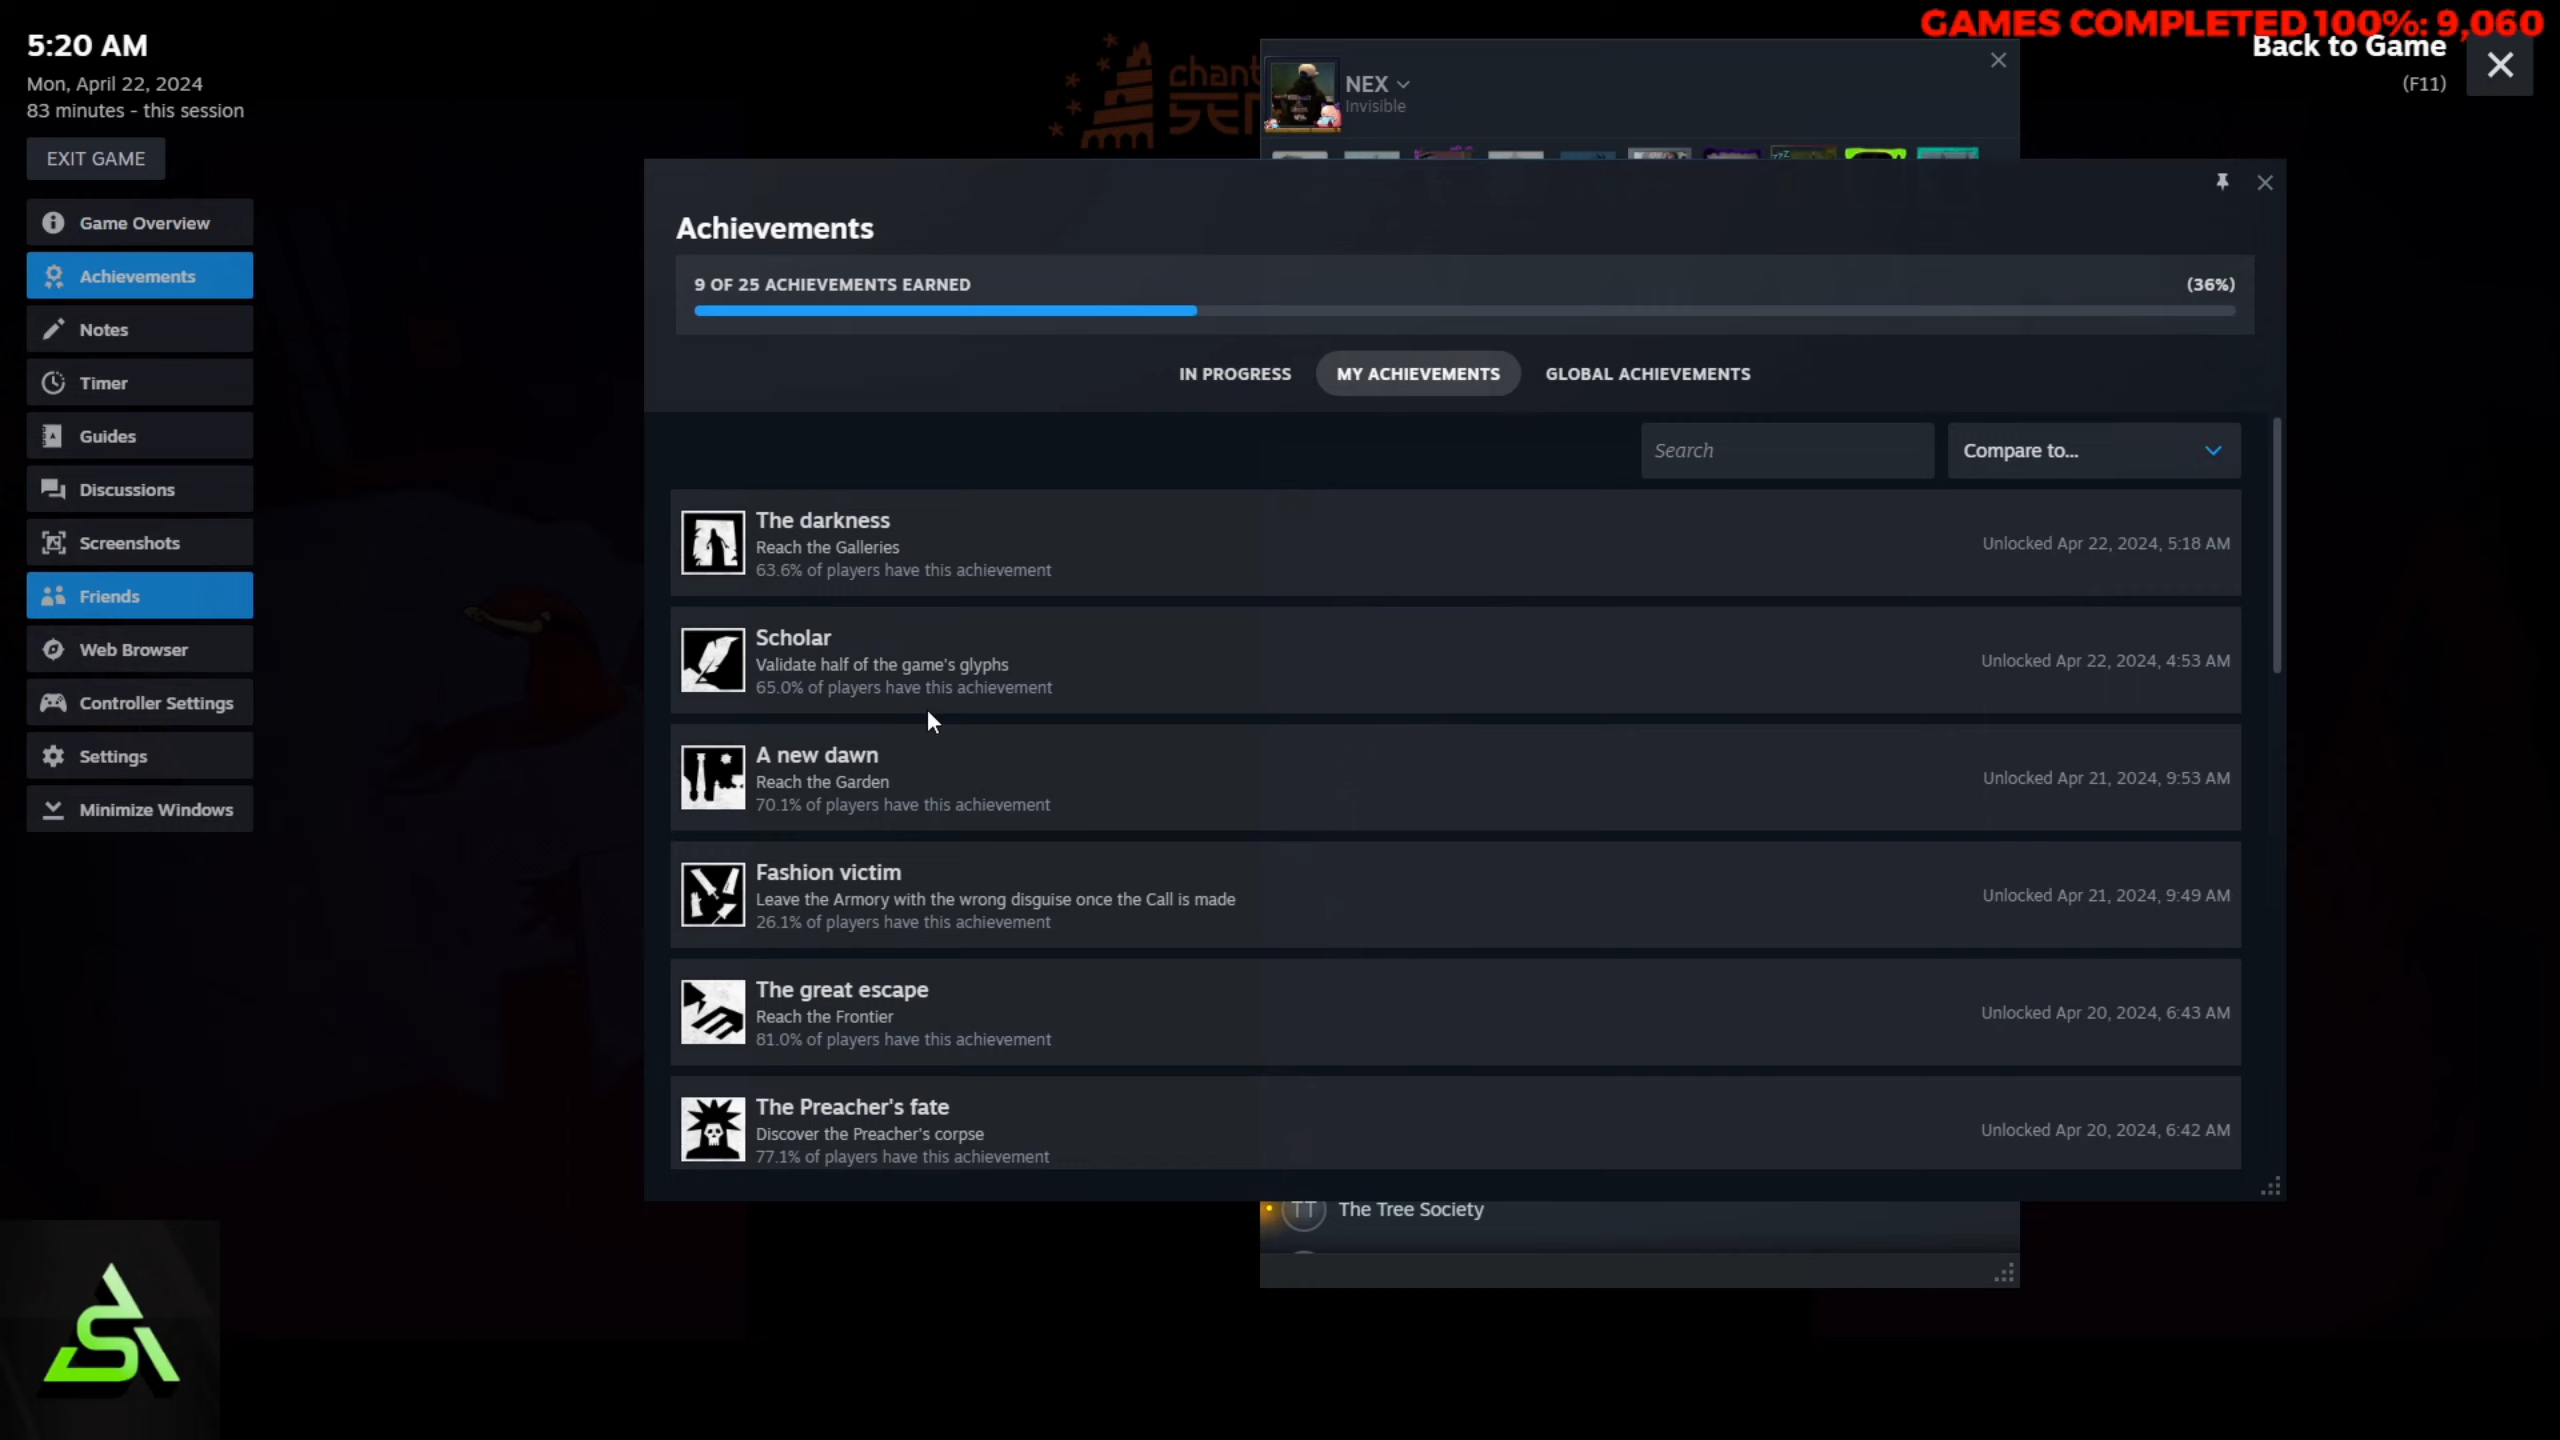 GAMES COMPLETED 100%: 9,060
5:20 AM
Mon, April 22, 2024
83 minutes - this session
EXIT GAME
Game Overview
Achievements
Notes
Timer
Guides
Discussions
Screenshots
Friends
Web Browser
Controller Settings
Settings
Minimize Windows
NEX
Invisible
Back to Game
(F11)
Achievements
9 OF 25 ACHIEVEMENTS EARNED
(36%)
IN PROGRESS
MY ACHIEVEMENTS
GLOBAL ACHIEVEMENTS
Search
Compare to...
The darkness
Reach the Galleries
63.6% of players have this achievement
Unlocked Apr 22, 2024, 5:18 AM
Scholar
Validate half of the game's glyphs
65.0% of players have this achievement
Unlocked Apr 22, 2024, 4:53 AM
A new dawn
Reach the Garden
70.1% of players have this achievement
Unlocked Apr 21, 2024, 9:53 AM
Fashion victim
Leave the Armory with the wrong disguise once the Call is made
26.1% of players have this achievement
Unlocked Apr 21, 2024, 9:49 AM
The great escape
Reach the Frontier
81.0% of players have this achievement
Unlocked Apr 20, 2024, 6:43 AM
The Preacher's fate
Discover the Preacher's corpse
77.1% of players have this achievement
Unlocked Apr 20, 2024, 6:42 AM
TT
The Tree Society